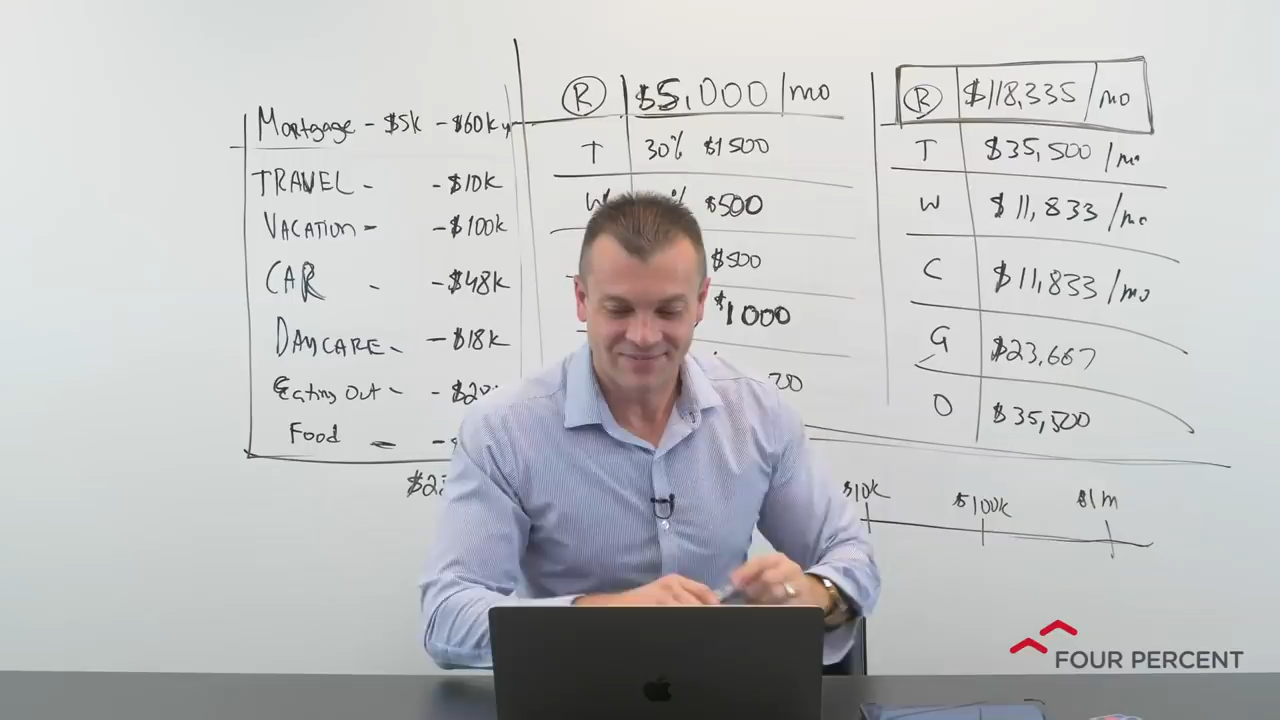 Mortgage - $5k - $60k
TRAVEL - - $10k
VACATION - - $100k
CAR - - $48k
DAYCARE - - $18k
Eating Out -
Food -
R $5,000/mo
T 30% $1500
W % $500
$500
$1000
R $118,335/mo
T $35,500/mo
W $11,833/mo
C $11,833/mo
G $23,667
O $35,500
$10k $100k $1m
FOUR PERCENT